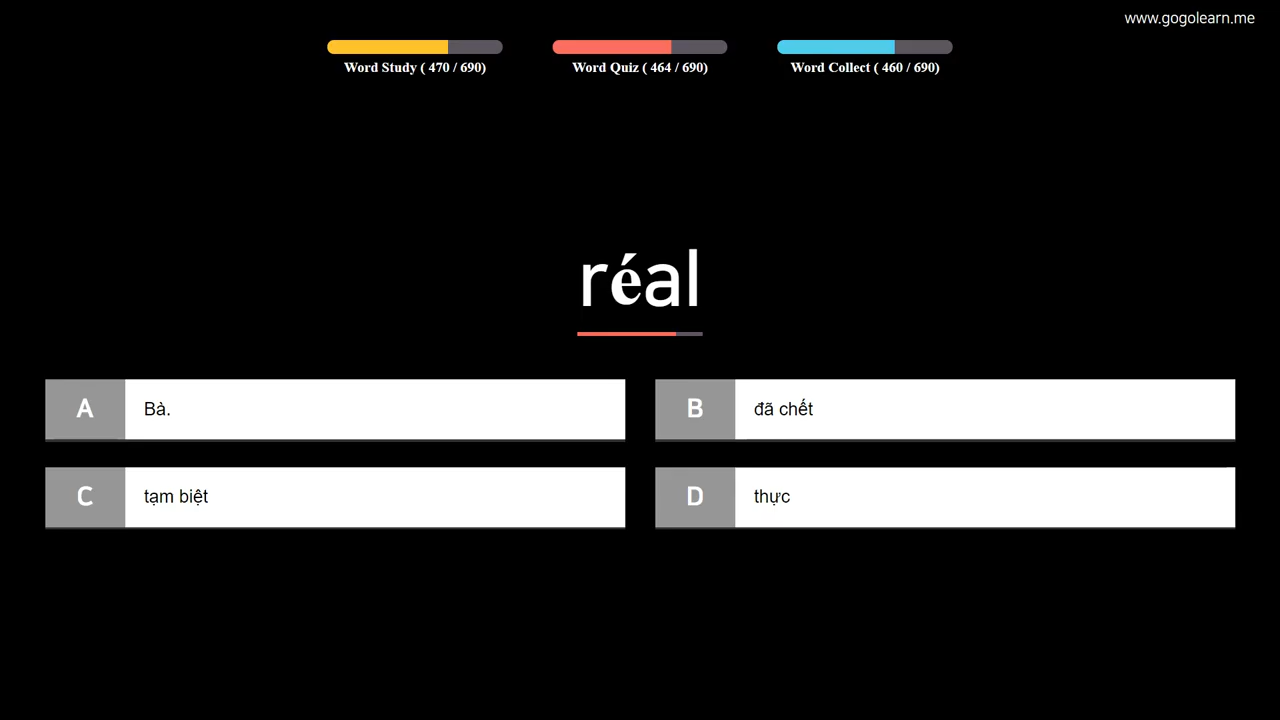 www.gogolearn.me
Word Study ( 470 / 690)
Word Quiz ( 464 / 690)
Word Collect ( 460 / 690)
réal
A
Bà.
B
đã chết
C
tạm biệt
D
thực